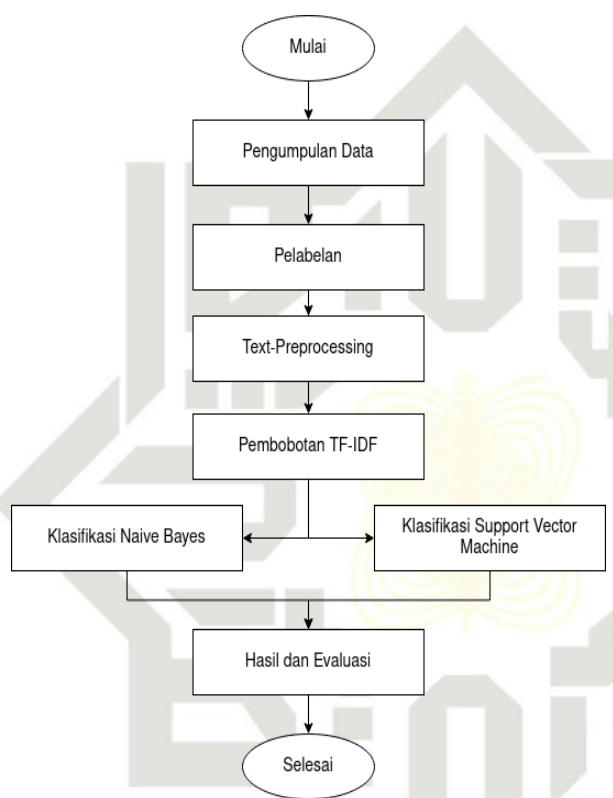 Mulai
Pengumpulan Data
Pelabelan
Text-Preprocessing
Pembobotan TF-IDF
Klasifikasi Naive Bayes
Klasifikasi Support Vector
Machine
Hasil dan Evaluasi
Selesai